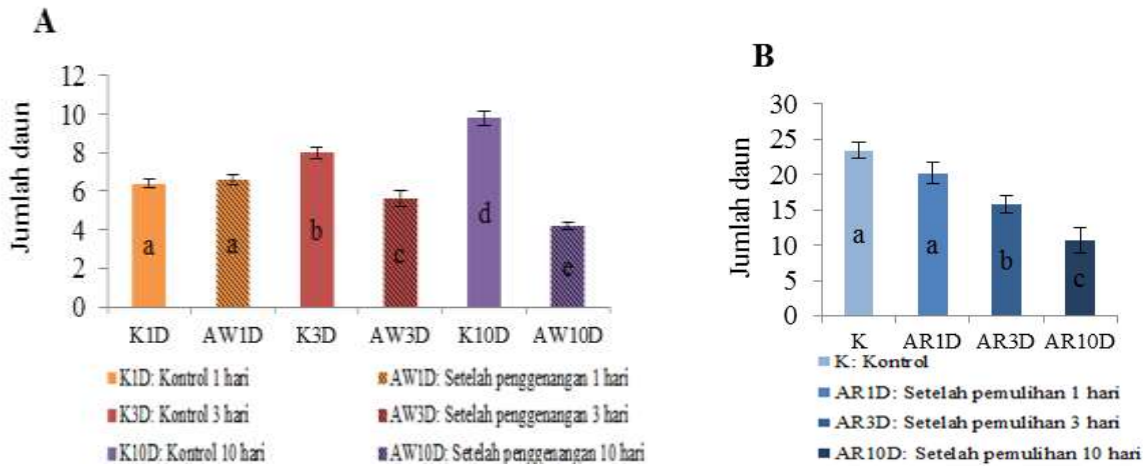 A
Jumlah daun
12
10
8
6
4
2
0
a
a
b
c
d
e
K1D AW1D K3D AW3D K10D AW10D
K1D: Kontrol 1 hari
AW1D: Setelah penggenangan 1 hari
K3D: Kontrol 3 hari
AW3D: Setelah penggenangan 3 hari
K10D: Kontrol 10 hari
AW10D: Setelah penggenangan 10 hari
B
Jumlah daun
30
25
20
15
10
5
0
a
a
b
c
K AR1D AR3D AR10D
K: Kontrol
AR1D: Setelah pemulihan 1 hari
AR3D: Setelah pemulihan 3 hari
AR10D: Setelah pemulihan 10 hari